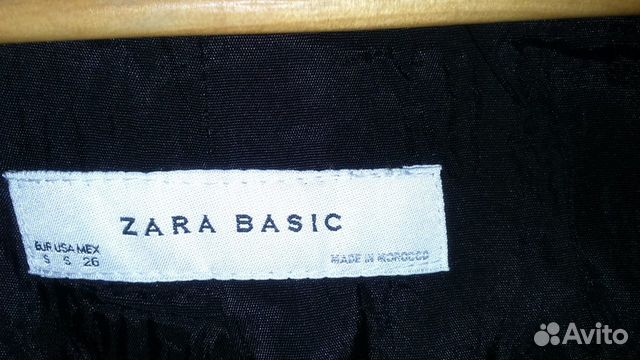 ZARA BASIC
EUR USA MEX
S S 26
MADE IN MOROCCO
Avito